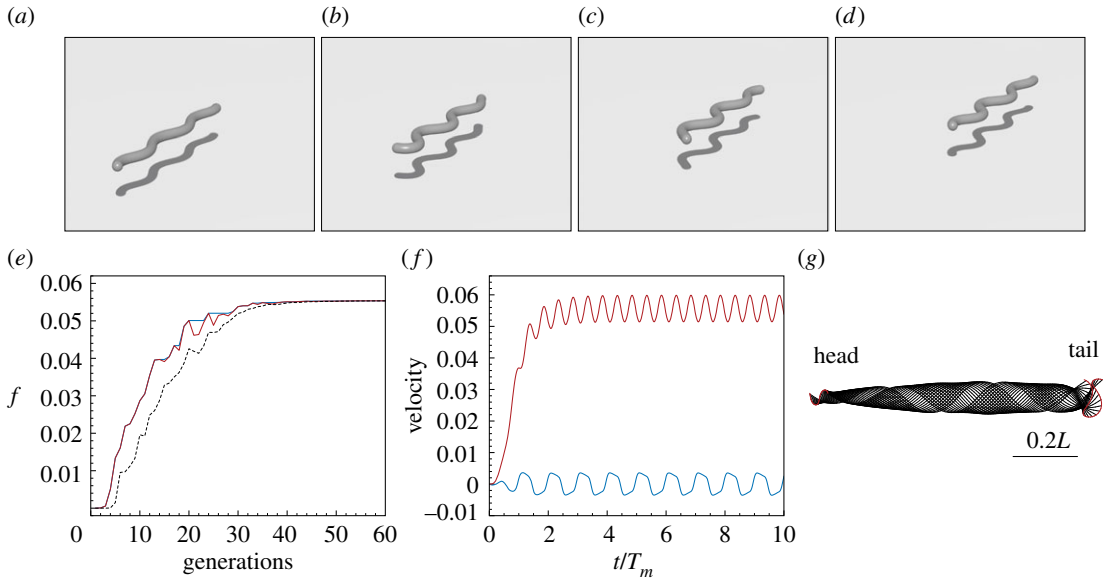 (a) (b) (c) (d)
(e) (f) (g)
0.06
0.05
0.04
f
0.03
0.02
0.01
0 10 20 30 40 50 60
generations
0.06
0.05
0.04
velocity
0.03
0.02
0.01
0
–0.01
0 2 4 6 8 10
t/Tm
head
tail
0.2L